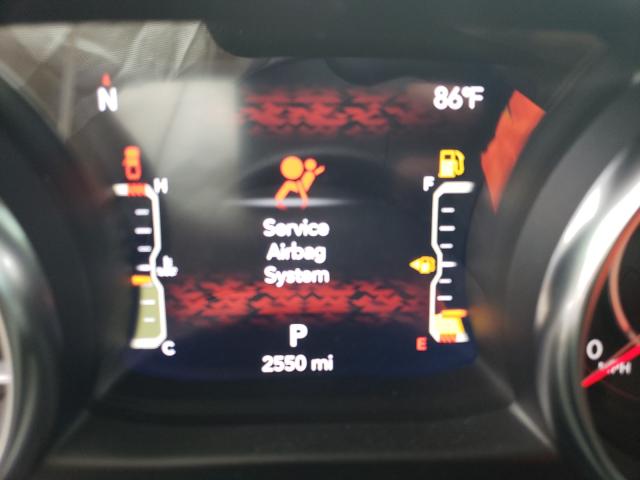 N
86°F
H
F
Service
Airbag
System
P
C
E
2550 mi
0
MPH